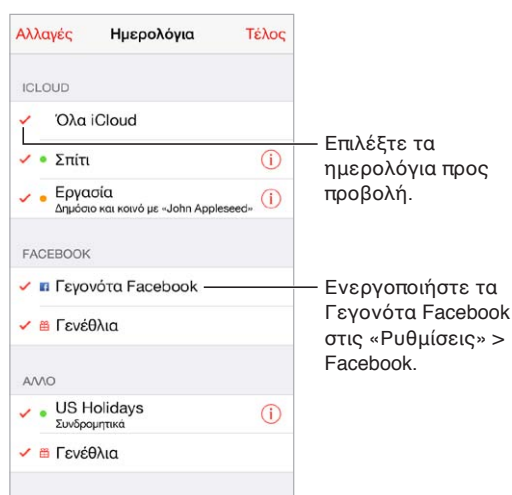 Αλλαγές Ημερολόγια Τέλος
ICLOUD
Όλα iCloud
Σπίτι
Εργασία
Δημόσιο και κοινό με «John Appleseed»
FACEBOOK
Γεγονότα Facebook
Γενέθλια
ΑΛΛΟ
US Holidays
Συνδρομητικά
Γενέθλια
Επιλέξτε τα
ημερολόγια προς
προβολή.
Ενεργοποιήστε τα
Γεγονότα Facebook
στις «Ρυθμίσεις» >
Facebook.